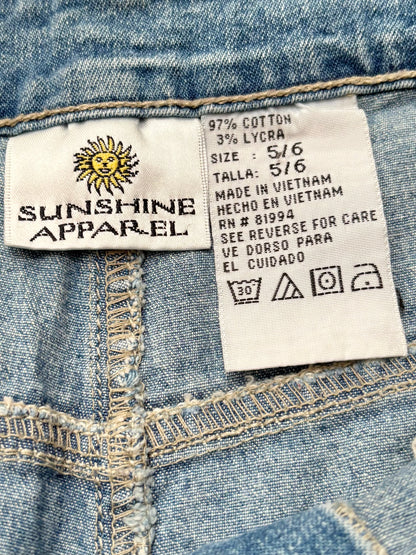 SUNSHINE
APPAREL
97% COTTON
3% LYCRA
SIZE : 5/6
TALLA: 5/6
MADE IN VIETNAM
HECHO EN VIETNAM
RN# 81994
SEE REVERSE FOR CARE
VE DORSO PARA
EL CUIDADO
30